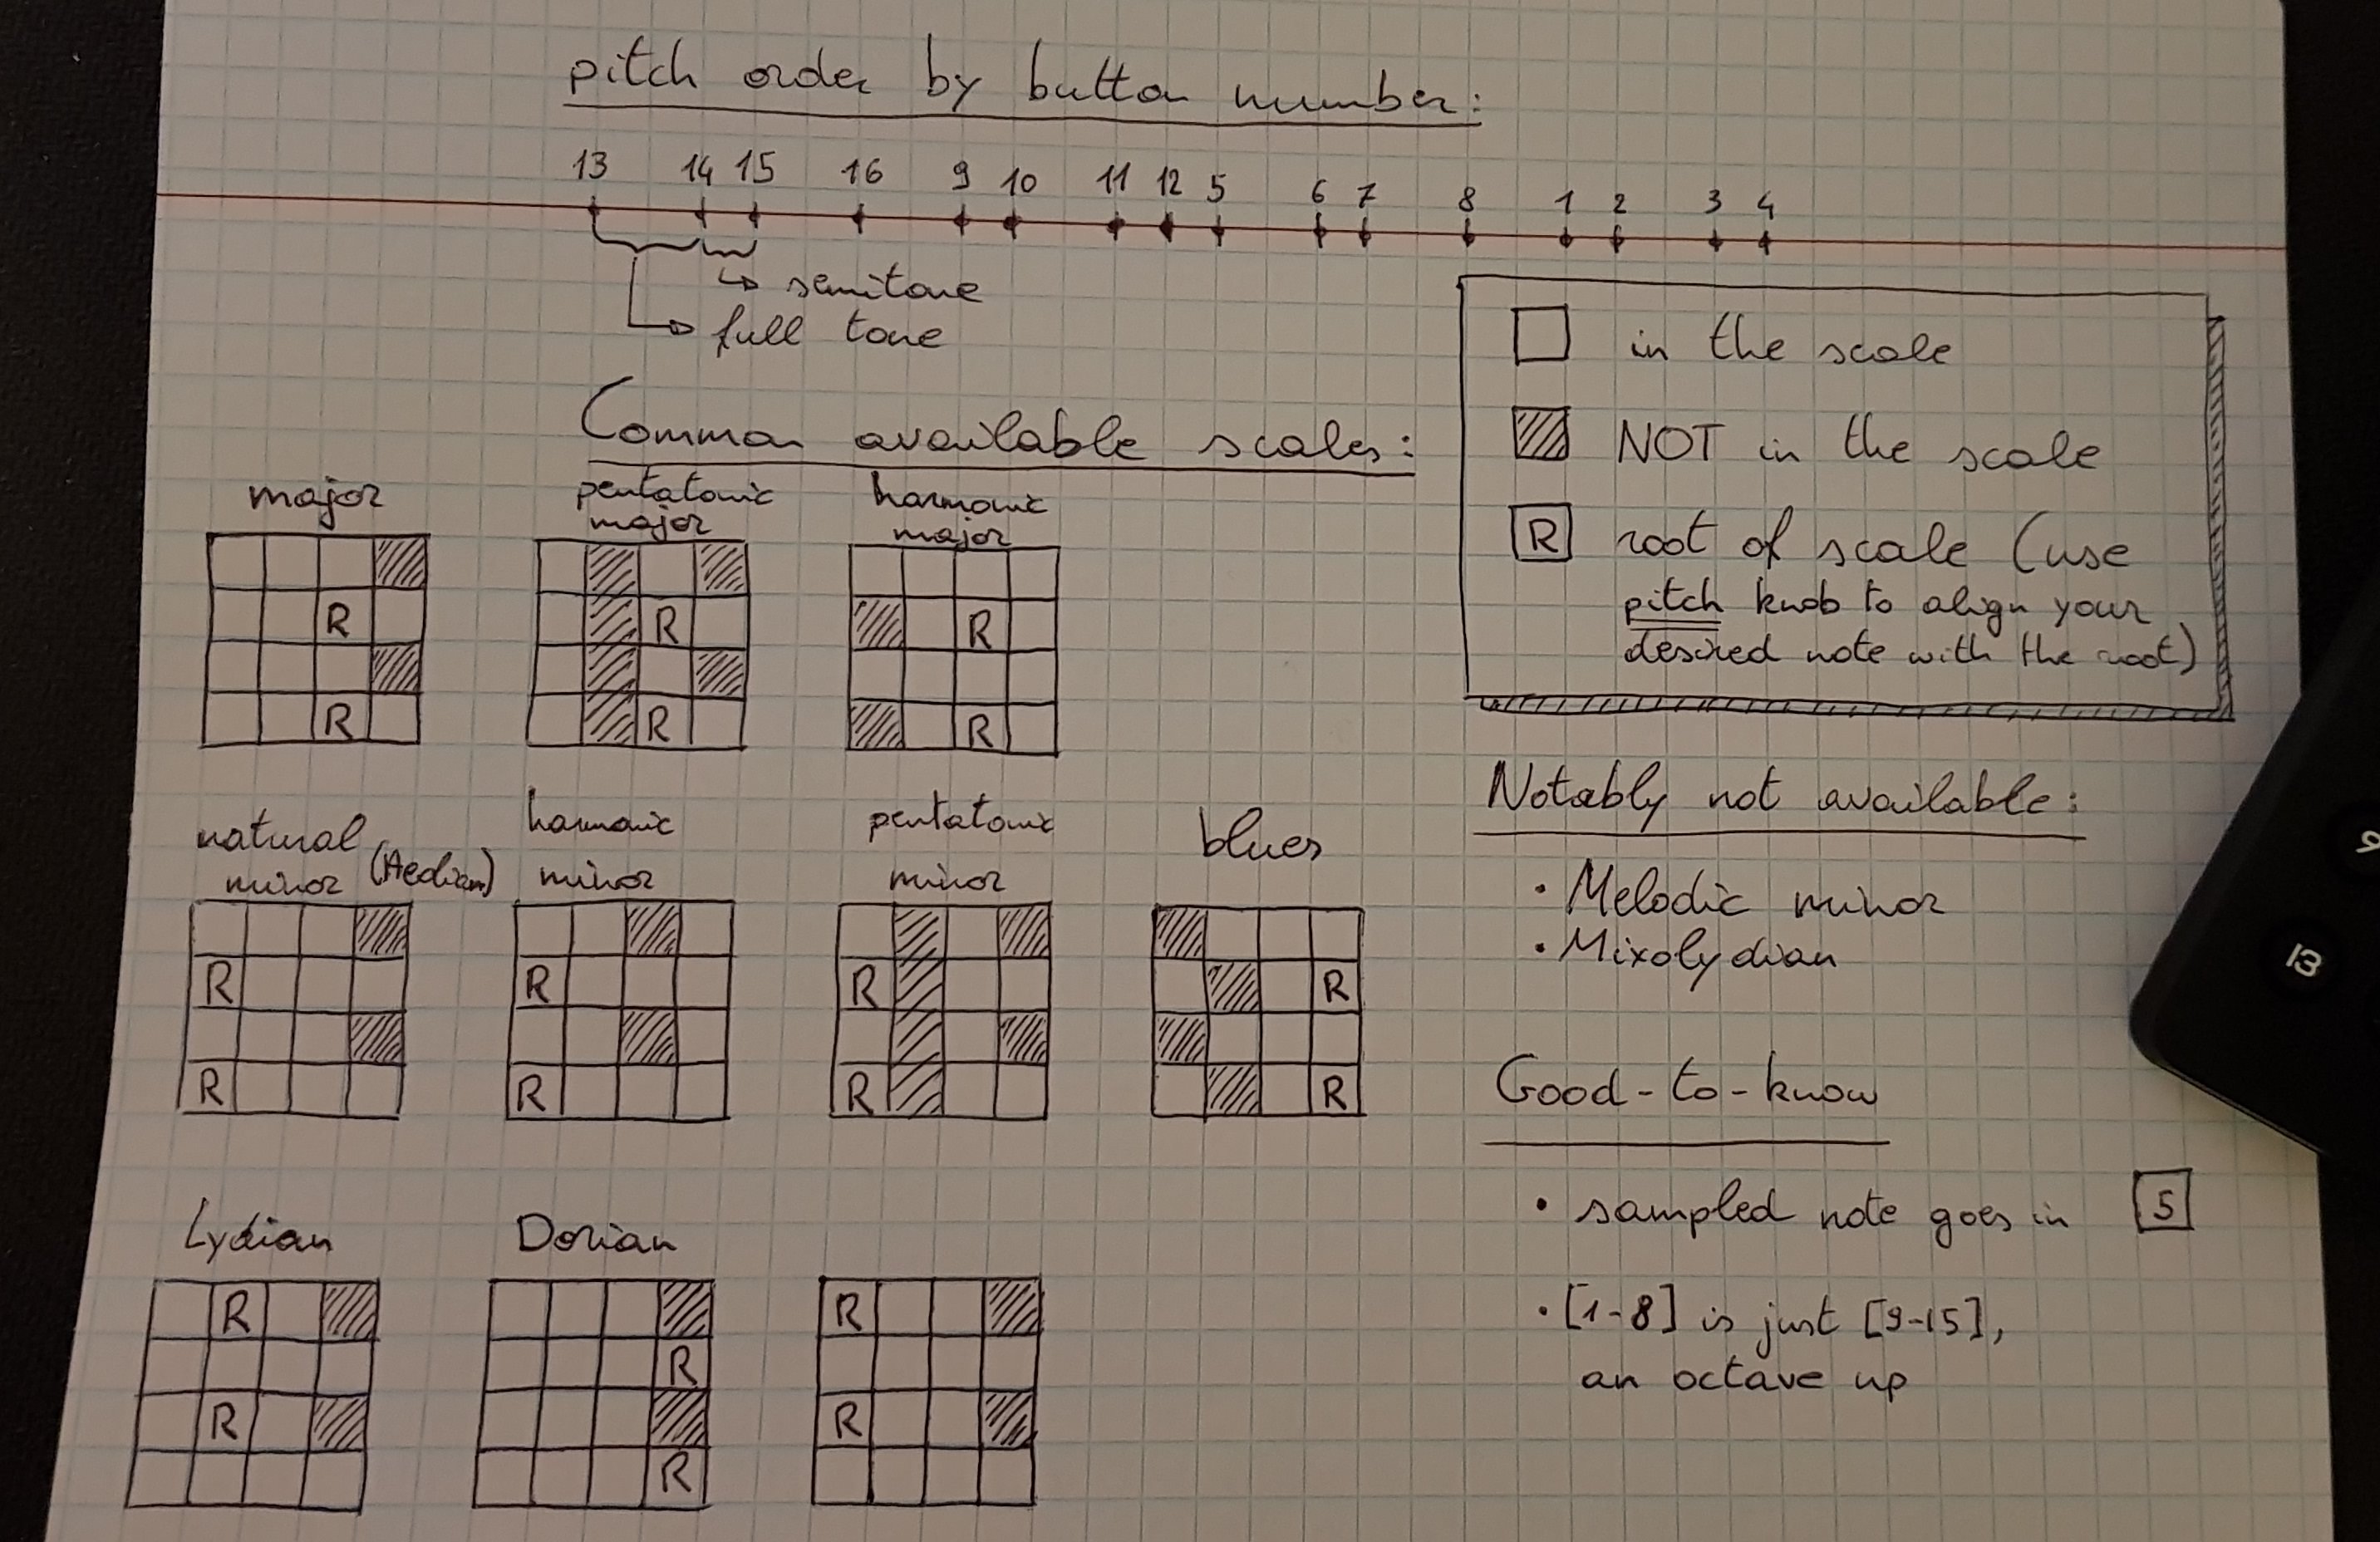 pitch order by button number:
13 14 15 16 9 10 11 12 5 6 7 8 1 2 3 4
semitone
full tone
in the scale
NOT in the scale
R root of scale (use
pitch knob to align your
desired note with the root)
Common available scales:
major
R
R
pentatonic
major
R
R
harmonic
major
R
R
natural
minor (Aeolian)
R
R
harmonic
minor
R
R
pentatonic
minor
R
R
blues
R
R
Lydian
R
R
Dorian
R
R
R
R
Notably not available:
• Melodic minor
• Mixolydian
Good-to-know
• sampled note goes in 5
• [1-8] is just [9-15],
an octave up
9
13